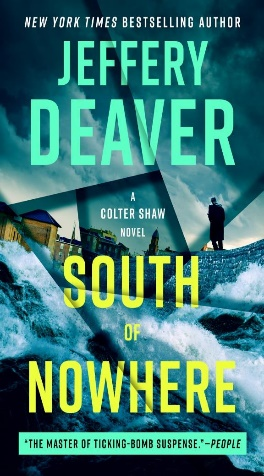 NEW YORK TIMES BESTSELLING AUTHOR
JEFFERY
DEAVER
A
COLTER SHAW
NOVEL
SOUTH
OF
NOWHERE
"THE MASTER OF TICKING-BOMB SUSPENSE."—PEOPLE